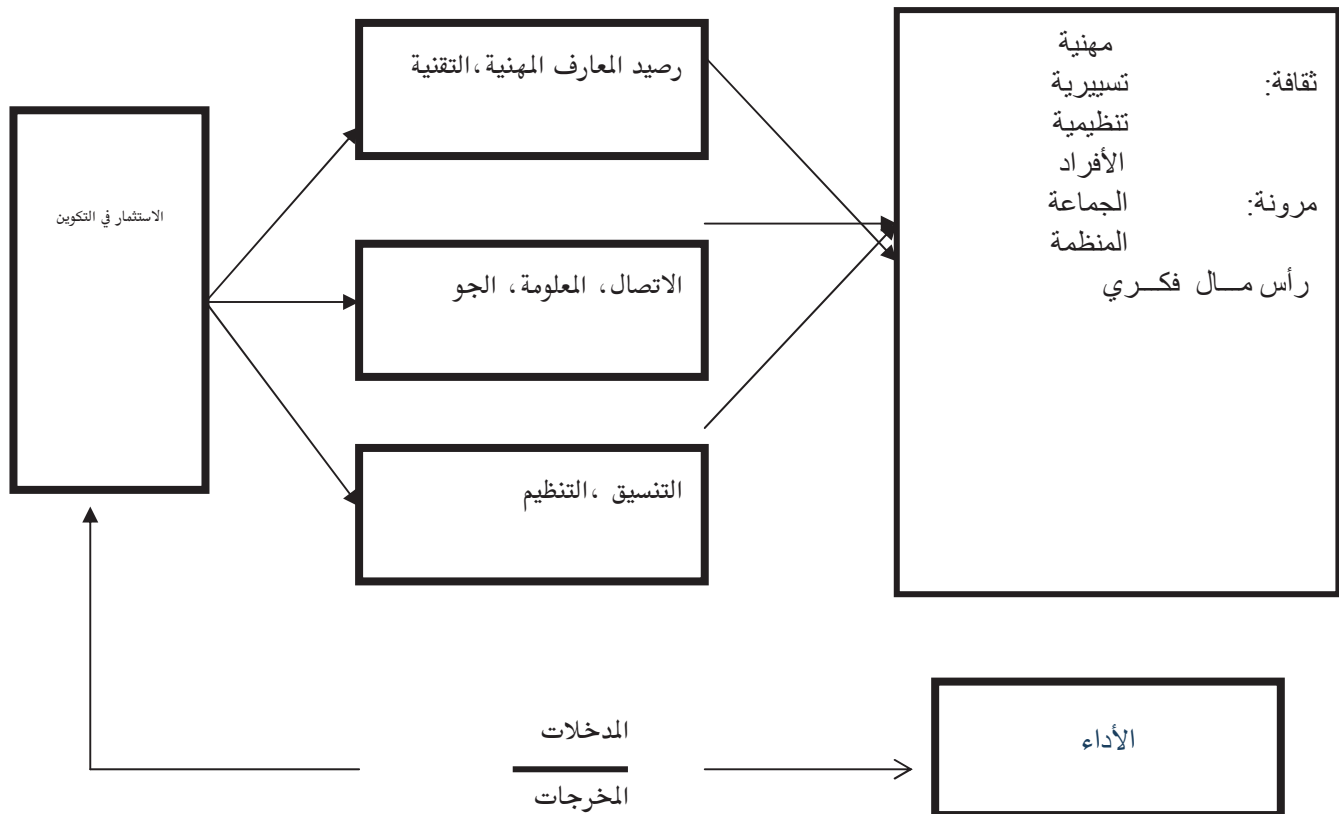 الاستثمار في التكوين
رصيد المعارف المهنية،التقنية
الاتصال، المعلومة، الجو
التنسيق ،التنظيم
مهنية
ثقافة: تسييرية
تنظيمية
الأفراد
مرونة: الجماعة
المنظمة
رأس مــال فكــري
المدخلات
المخرجات
الأداء